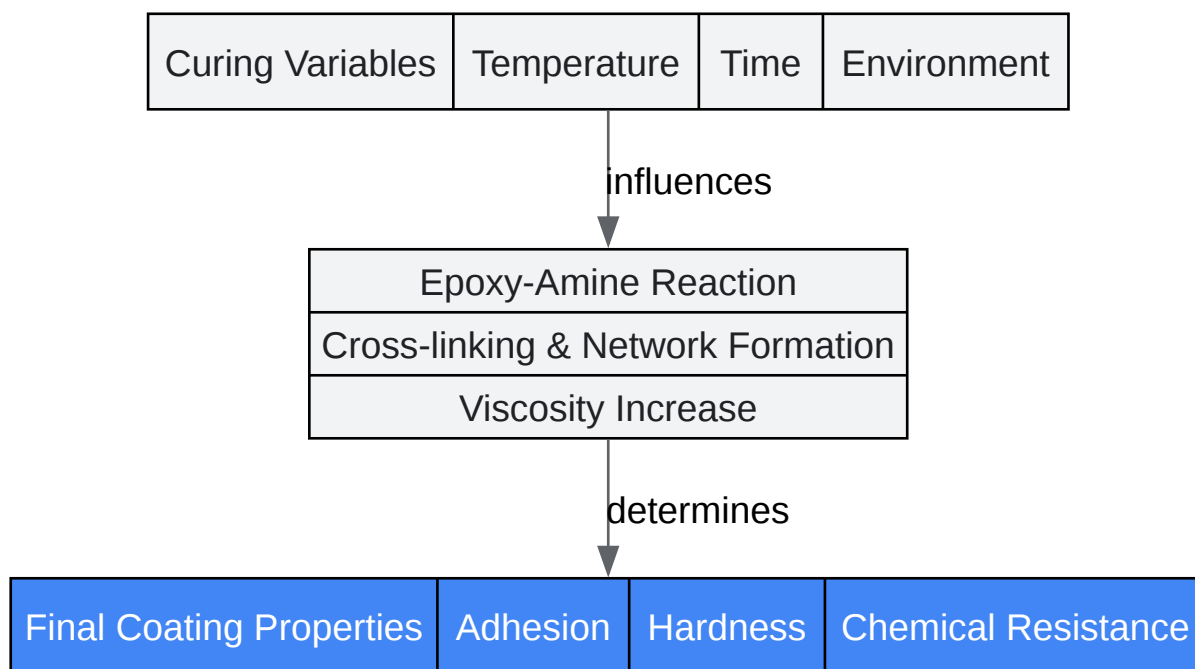 Curing Variables Temperature Time Environment
influences
Epoxy-Amine Reaction
Cross-linking & Network Formation
Viscosity Increase
determines
Final Coating Properties Adhesion Hardness Chemical Resistance